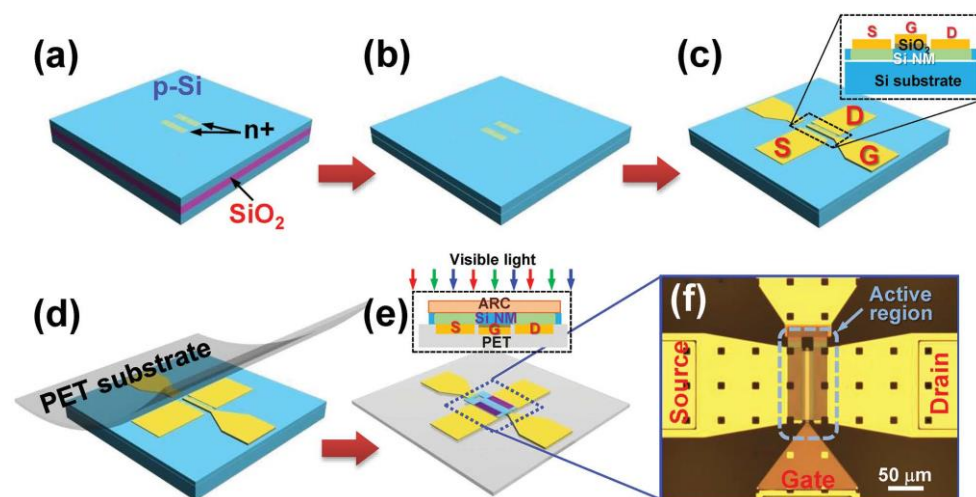 (a)
p-Si
n+
SiO2
(b)
(c)
S G D
SiO2
Si NM
Si substrate
D
S
G
(d)
PET substrate
(e)
Visible light
ARC
Si NM
S G D
PET
(f)
Active
region
Source
Drain
Gate
50 μm